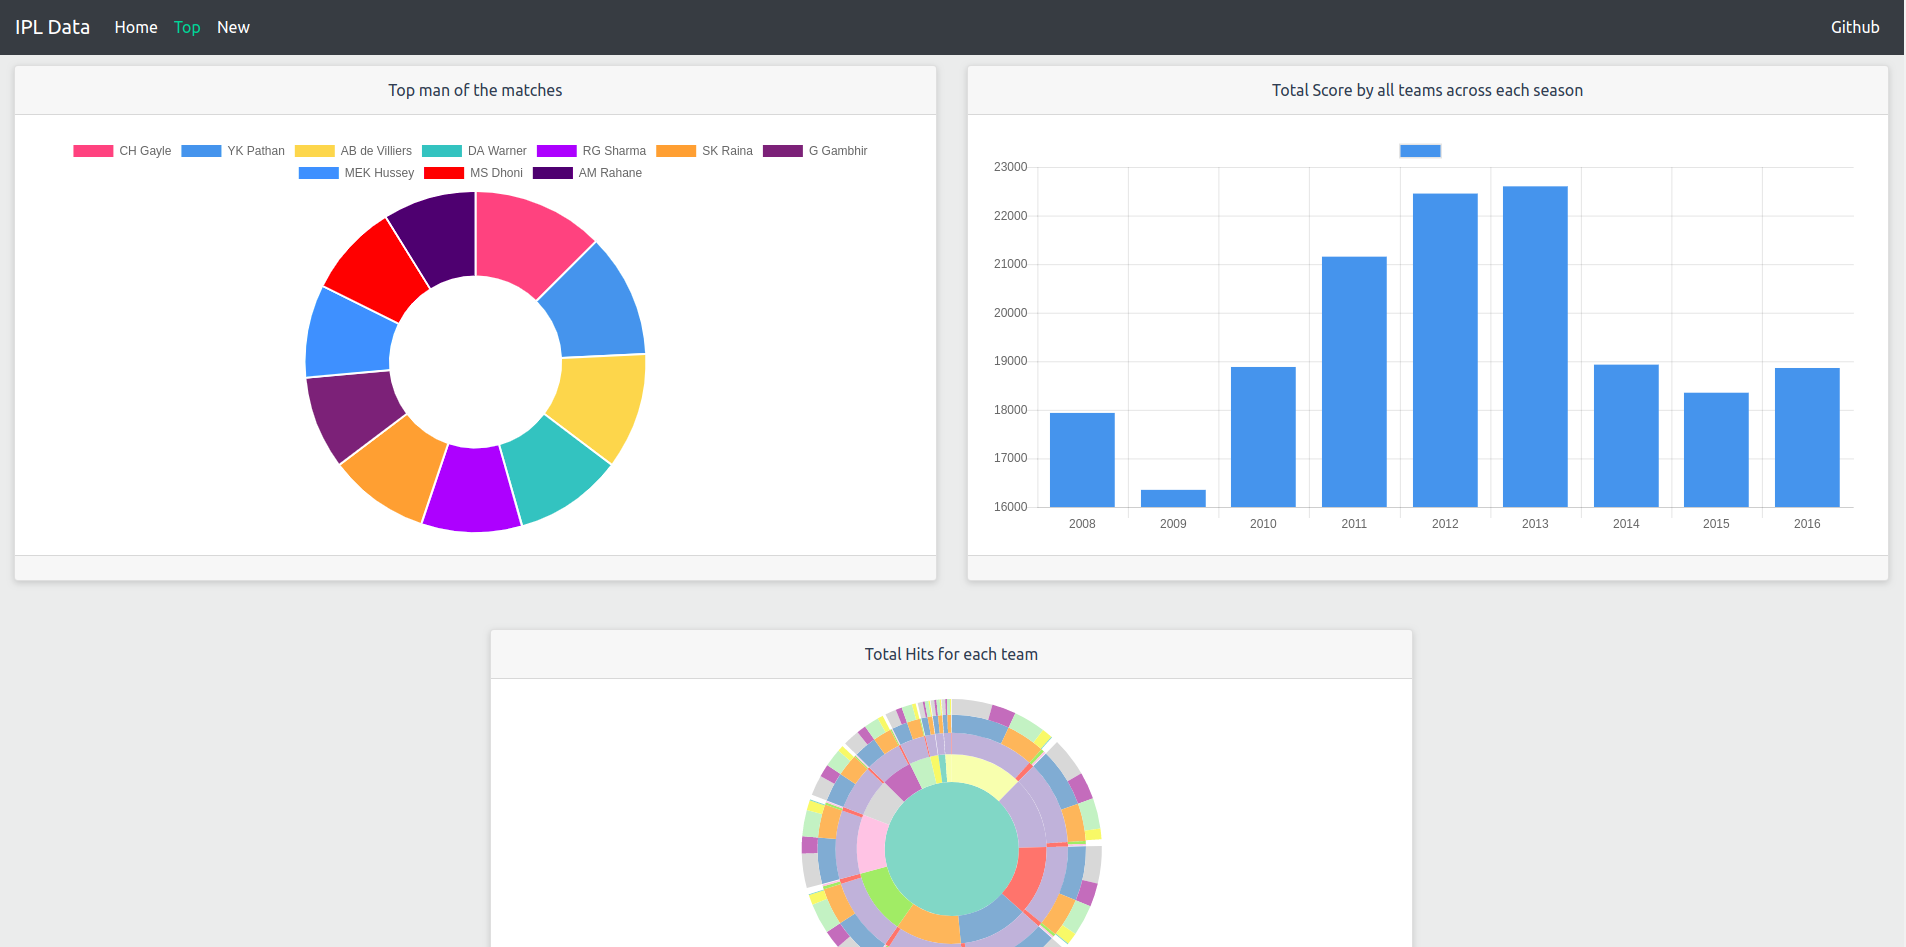 IPL Data Home Top New Github
Top man of the matches
CH Gayle YK Pathan AB de Villiers DA Warner RG Sharma SK Raina G Gambhir
MEK Hussey MS Dhoni AM Rahane
Total Score by all teams across each season
23000
22000
21000
20000
19000
18000
17000
16000
2008 2009 2010 2011 2012 2013 2014 2015 2016
Total Hits for each team